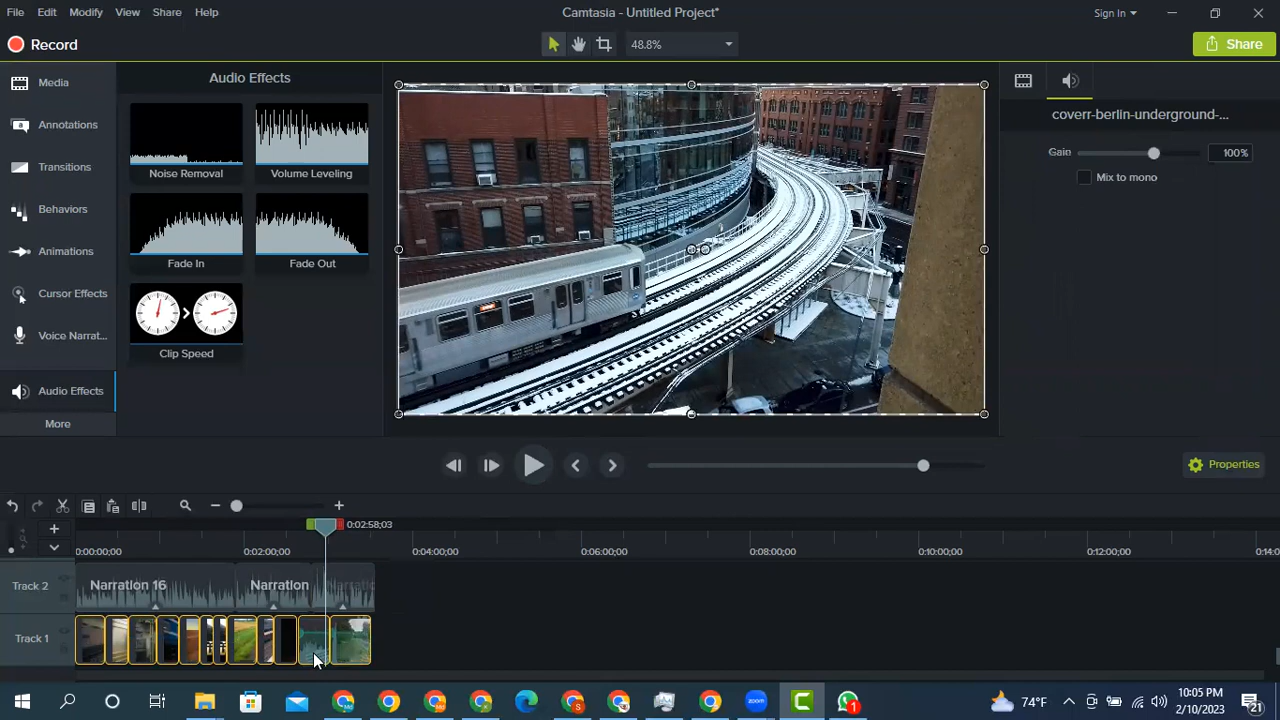 File Edit Modify View Share Help
Camtasia - Untitled Project*
Sign In
Record
48.8%
Share
Media
Annotations
Transitions
Behaviors
Animations
Cursor Effects
Voice Narrat...
Audio Effects
More
Audio Effects
Noise Removal
Volume Leveling
Fade In
Fade Out
Clip Speed
coverr-berlin-underground-...
Gain
100%
Mix to mono
Properties
0:02:58;03
0:00:00;00
0:02:00;00
0:04:00;00
0:06:00;00
0:08:00;00
0:10:00;00
0:12:00;00
Track 2
Narration 16
Narration
Track 1
74°F
10:05 PM
2/10/2023
21